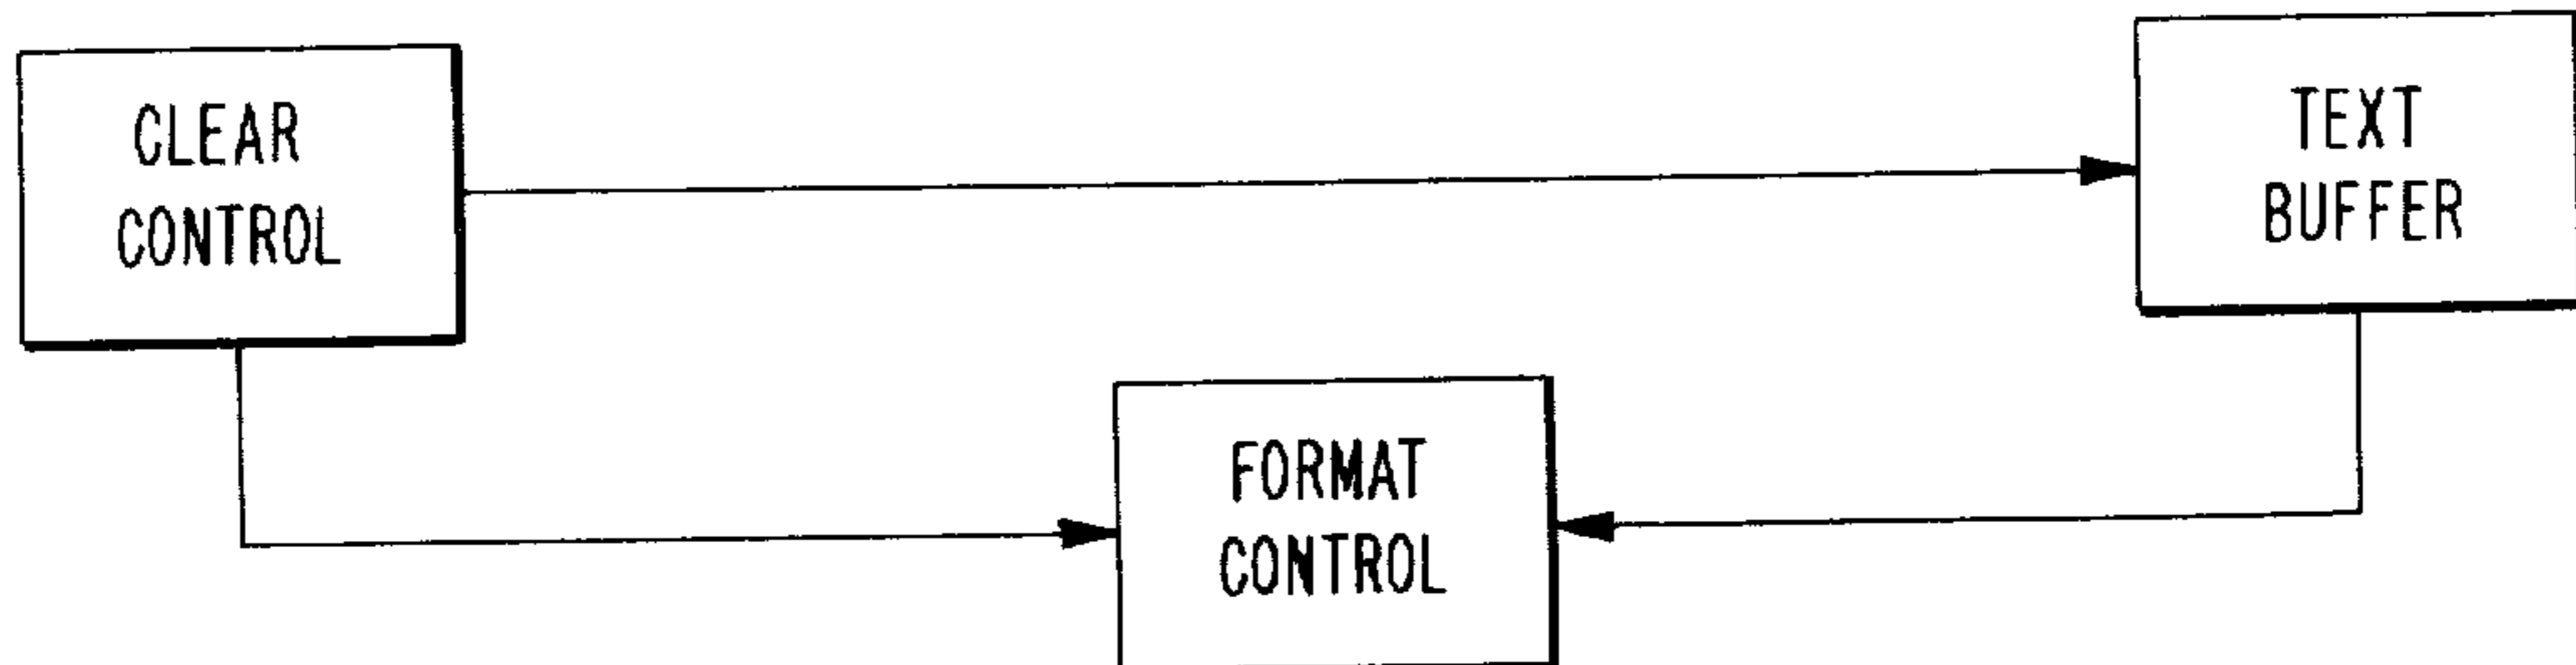 CLEAR
CONTROL
TEXT
BUFFER
FORMAT
CONTROL